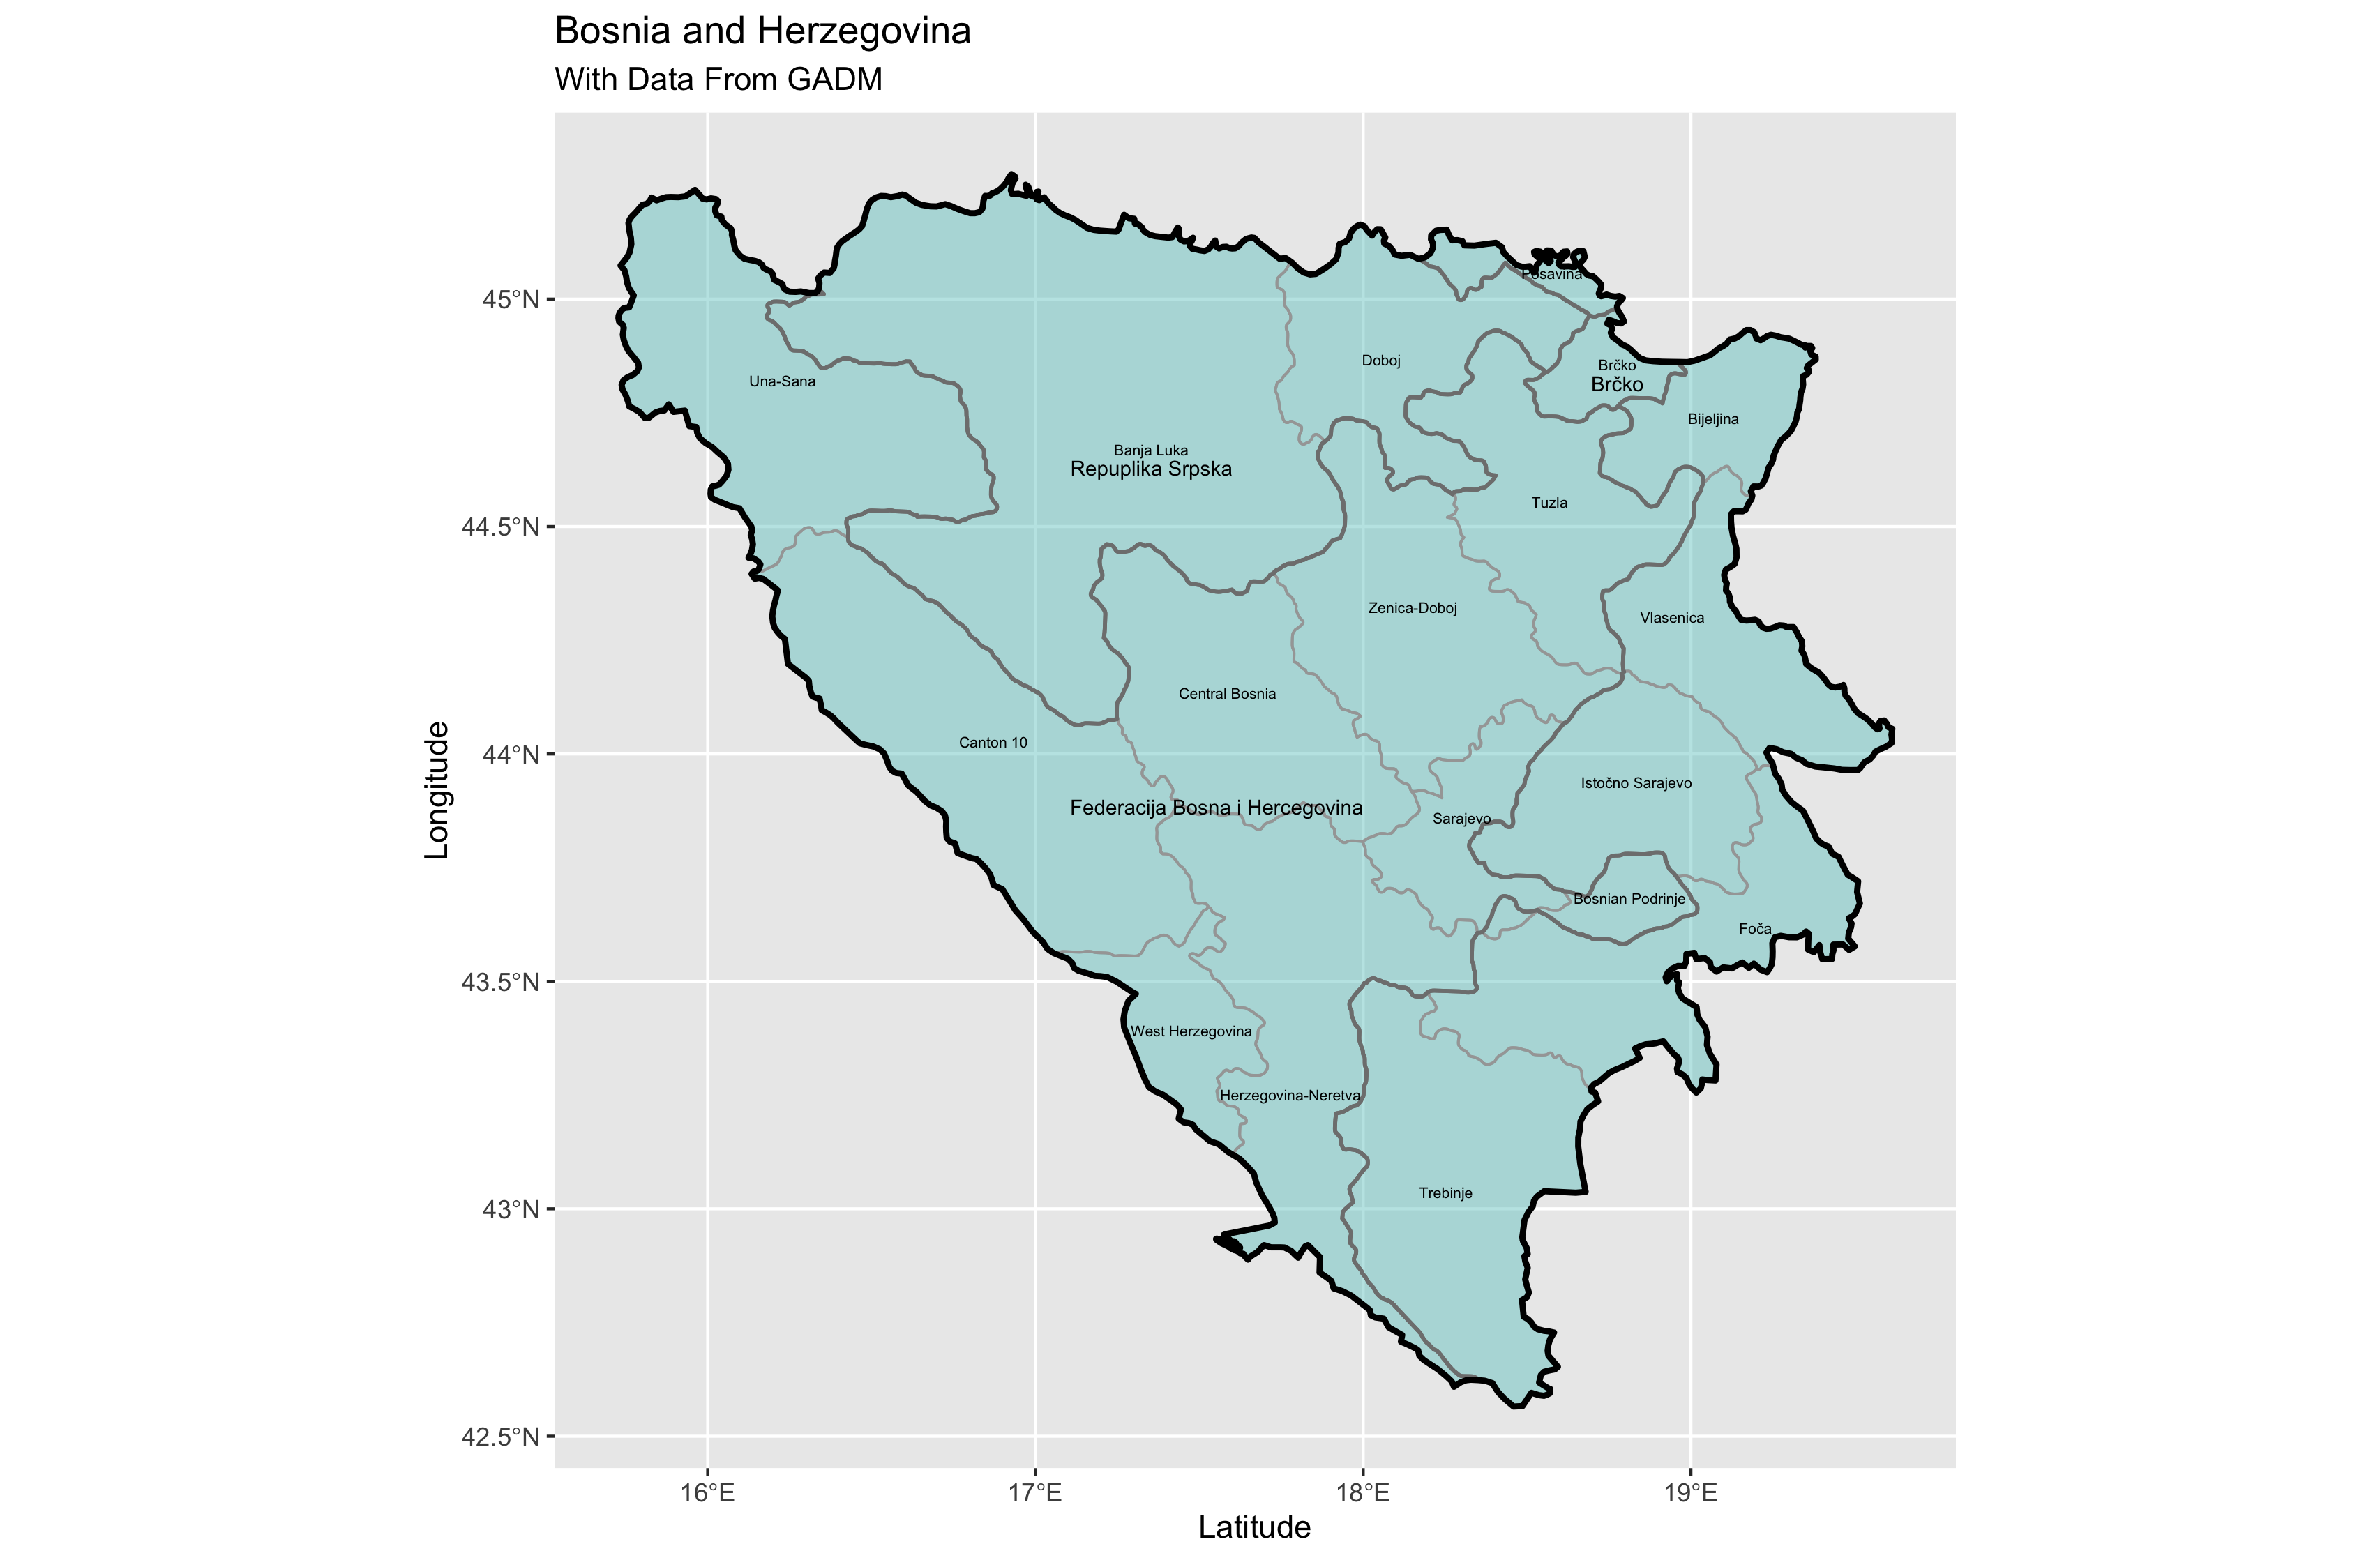 Bosnia and Herzegovina
With Data From GADM
45°N
44.5°N
44°N
43.5°N
43°N
42.5°N
Longitude
Posavina
Doboj
Brčko
Brčko
Una-Sana
Bijeljina
Banja Luka
Repuplika Srpska
Tuzla
Zenica-Doboj
Vlasenica
Central Bosnia
Canton 10
Istočno Sarajevo
Federacija Bosna i Hercegovina
Sarajevo
Bosnian Podrinje
Foča
West Herzegovina
Herzegovina-Neretva
Trebinje
16°E
17°E
18°E
19°E
Latitude